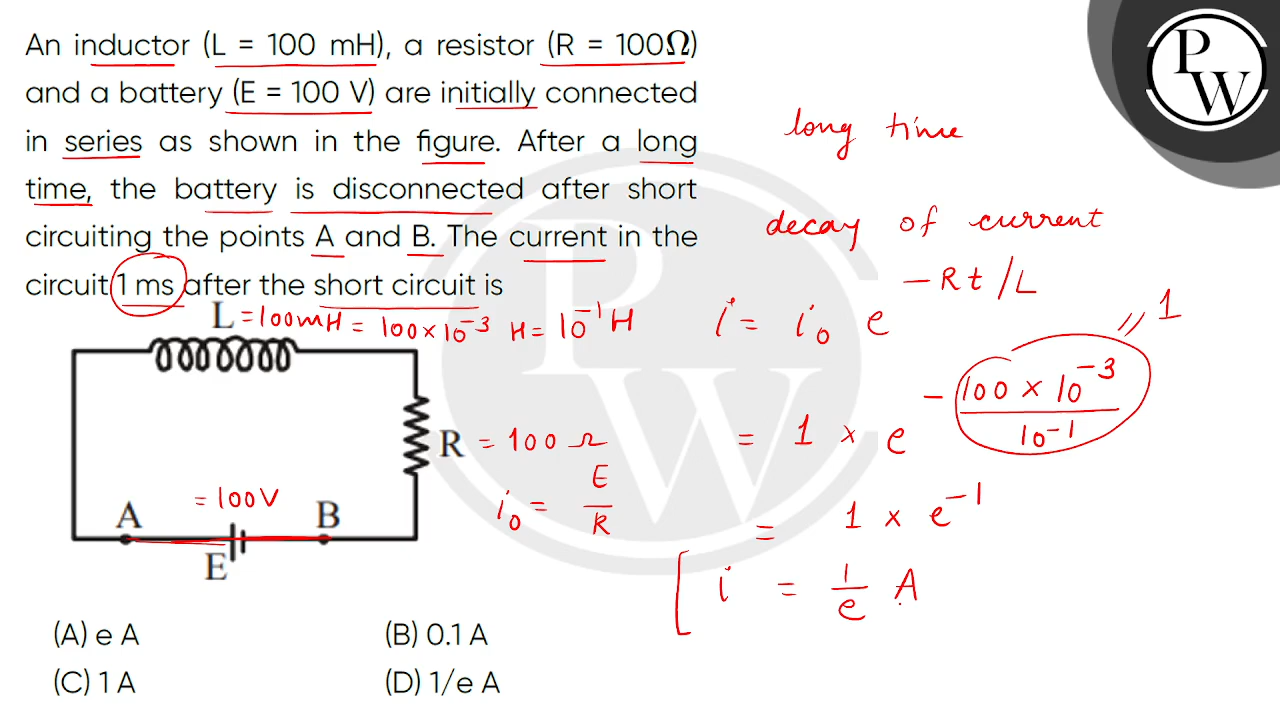 An inductor (L = 100 mH), a resistor (R = 100Ω)
and a battery (E = 100 V) are initially connected
in series as shown in the figure. After a long
time, the battery is disconnected after short
circuiting the points A and B. The current in the
circuit 1 ms after the short circuit is
L = 100mH = 100 × 10⁻³ H = 10⁻¹ H
R = 100 Ω
= 100V
A B
E
i₀ = E/R
(A) e A
(B) 0.1 A
(C) 1 A
(D) 1/e A
long time
decay of current
i = i₀ e^(-Rt/L)
= 1 × e^(-(100 × 10⁻³)/(10⁻¹)) = 1
= 1 × e⁻¹
i = 1/e A
P
W
PW